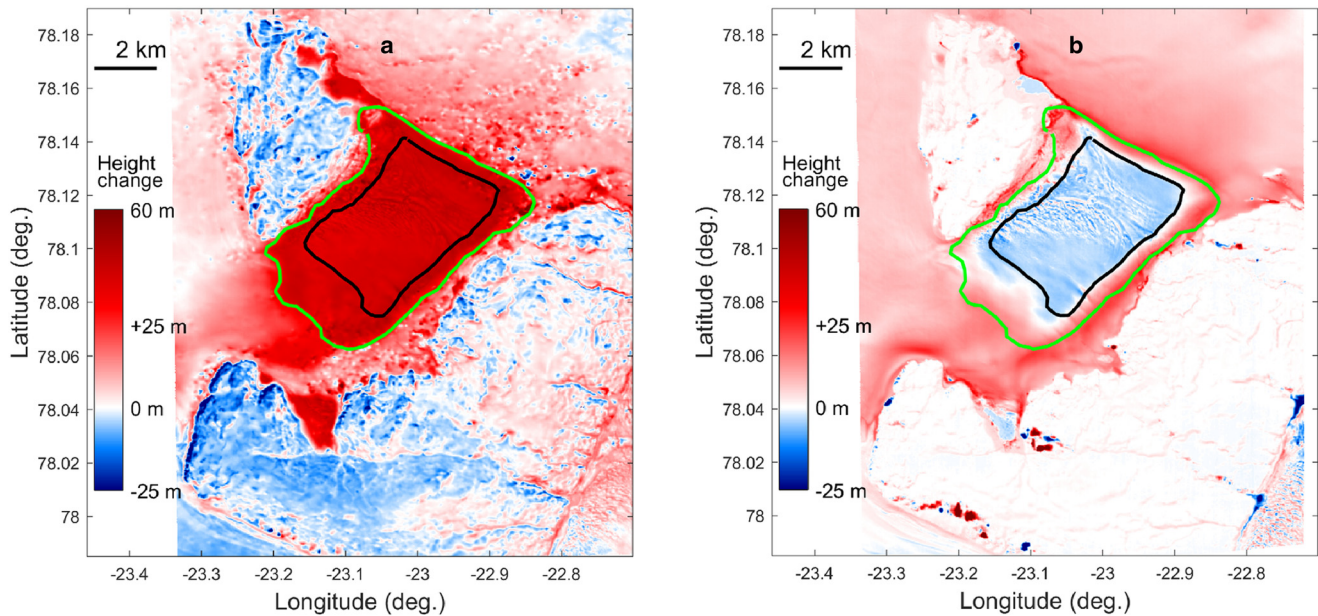 a
2 km
Height
change
60 m
+25 m
0 m
-25 m
78.18
78.16
78.14
78.12
78.1
78.08
78.06
78.04
78.02
78
Latitude (deg.)
-23.4
-23.3
-23.2
-23.1
-23
-22.9
-22.8
Longitude (deg.)
b
2 km
Height
change
60 m
+25 m
0 m
-25 m
78.18
78.16
78.14
78.12
78.1
78.08
78.06
78.04
78.02
78
Latitude (deg.)
-23.4
-23.3
-23.2
-23.1
-23
-22.9
-22.8
Longitude (deg.)